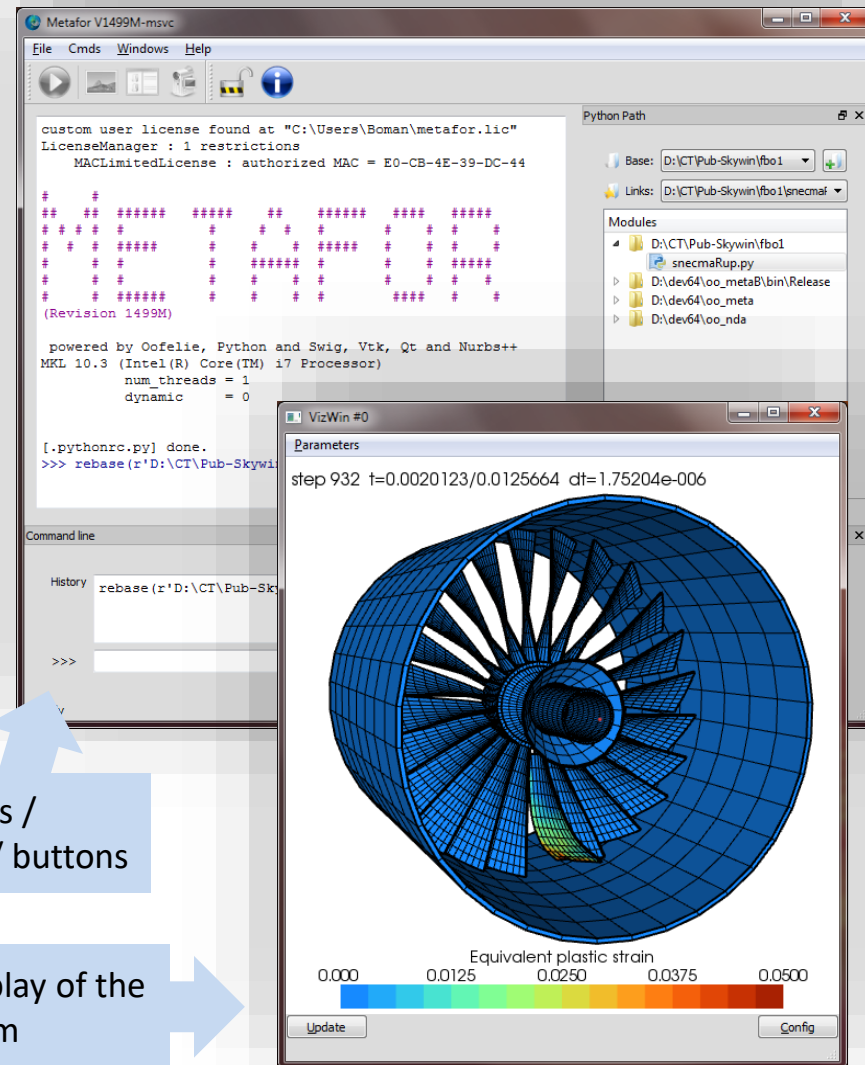 Metafor V1499M-msvc
File Cmds Windows Help
custom user license found at "C:\Users\Boman\metafor.lic"
LicenseManager : 1 restrictions
MACLimitedLicense : authorized MAC = E0-CB-4E-39-DC-44
METAFOR
(Revision 1499M)
powered by Oofelie, Python and Swig, Vtk, Qt and Nurbs++
MKL 10.3 (Intel(R) Core(TM) i7 Processor)
num_threads = 1
dynamic = 0
[.pythonrc.py] done.
>>> rebase(r'D:\CT\Pub-Skywi
Python Path
Base: D:\CT\Pub-Skywin\fbo1
Links: D:\CT\Pub-Skywin\fbo1\snecmaF
Modules
D:\CT\Pub-Skywin\fbo1
snecmaRup.py
D:\dev64\oo_metaB\bin\Release
D:\dev64\oo_meta
D:\dev64\oo_nda
Command line
History rebase(r'D:\CT\Pub-Sky
>>>
VizWin #0
Parameters
step 932 t=0.0020123/0.0125664 dt=1.75204e-006
Equivalent plastic strain
0.000 0.0125 0.0250 0.0375 0.0500
Update Config
s /
/ buttons
play of the
m